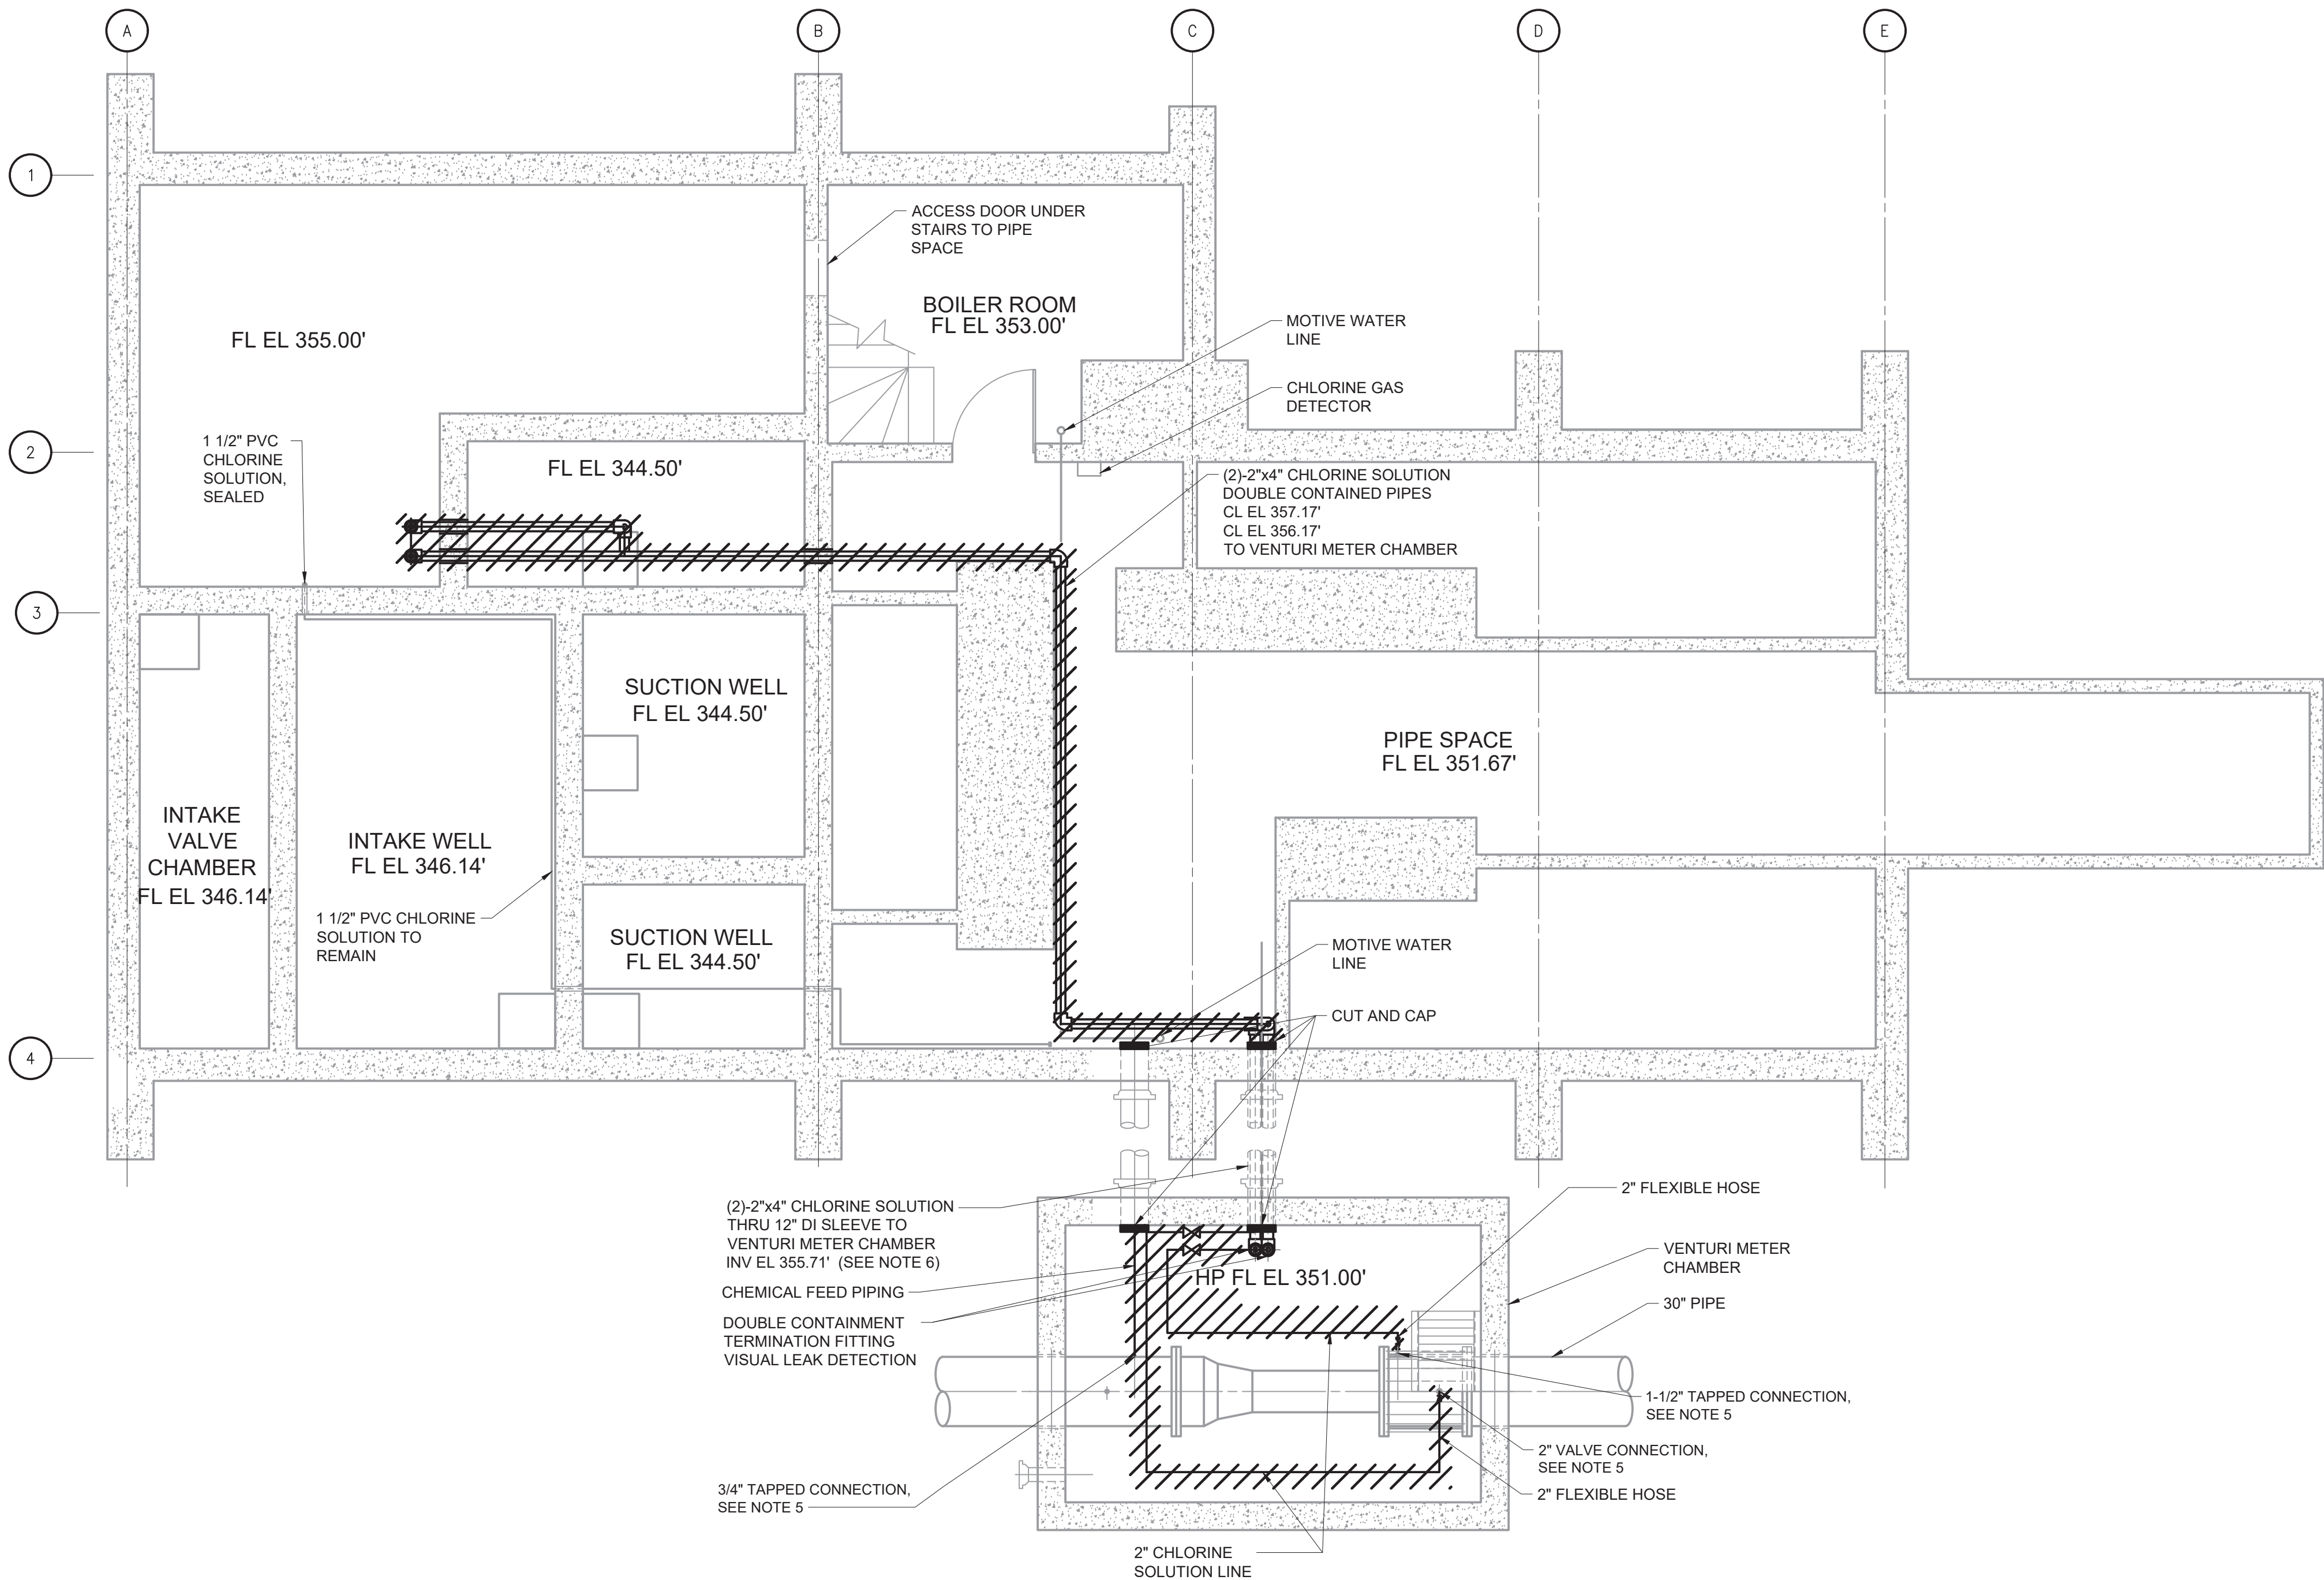 A
B
C
D
E
1
2
3
4
ACCESS DOOR UNDER
STAIRS TO PIPE
SPACE
BOILER ROOM
FL EL 353.00'
FL EL 355.00'
MOTIVE WATER
LINE
CHLORINE GAS
DETECTOR
1 1/2" PVC
CHLORINE
SOLUTION,
SEALED
FL EL 344.50'
(2)-2"x4" CHLORINE SOLUTION
DOUBLE CONTAINED PIPES
CL EL 357.17'
CL EL 356.17'
TO VENTURI METER CHAMBER
SUCTION WELL
FL EL 344.50'
PIPE SPACE
FL EL 351.67'
INTAKE
VALVE
CHAMBER
FL EL 346.14'
INTAKE WELL
FL EL 346.14'
1 1/2" PVC CHLORINE
SOLUTION TO
REMAIN
SUCTION WELL
FL EL 344.50'
MOTIVE WATER
LINE
CUT AND CAP
(2)-2"x4" CHLORINE SOLUTION
THRU 12" DI SLEEVE TO
VENTURI METER CHAMBER
INV EL 355.71' (SEE NOTE 6)
CHEMICAL FEED PIPING
DOUBLE CONTAINMENT
TERMINATION FITTING
VISUAL LEAK DETECTION
HP FL EL 351.00'
2" FLEXIBLE HOSE
VENTURI METER
CHAMBER
30" PIPE
1-1/2" TAPPED CONNECTION,
SEE NOTE 5
2" VALVE CONNECTION,
SEE NOTE 5
2" FLEXIBLE HOSE
3/4" TAPPED CONNECTION,
SEE NOTE 5
2" CHLORINE
SOLUTION LINE